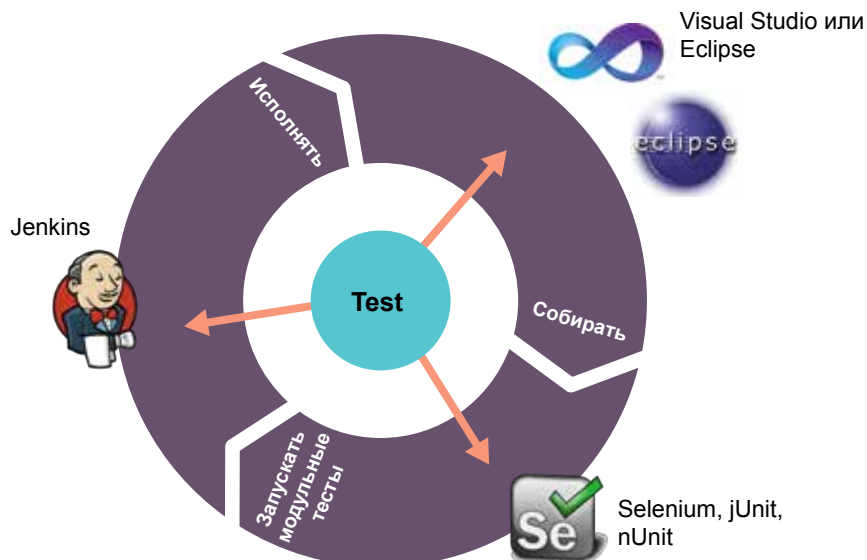 Visual Studio или
Eclipse
eclipse
Исполнять
Jenkins
Test
Собирать
Запускать
модульные
тесты
Se
Selenium, jUnit,
nUnit